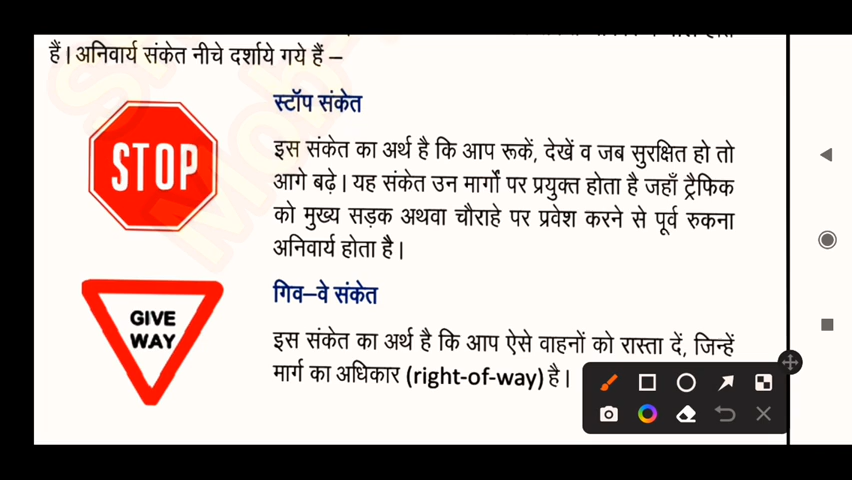 हैं। अनिवार्य संकेत नीचे दर्शाये गये हैं –
स्टॉप संकेत
STOP
इस संकेत का अर्थ है कि आप रूकें, देखें व जब सुरक्षित हो तो
आगे बढ़े। यह संकेत उन मार्गों पर प्रयुक्त होता है जहाँ ट्रैफिक
को मुख्य सड़क अथवा चौराहे पर प्रवेश करने से पूर्व रुकना
अनिवार्य होता है।
गिव–वे संकेत
GIVE
WAY
इस संकेत का अर्थ है कि आप ऐसे वाहनों को रास्ता दें, जिन्हें
मार्ग का अधिकार (right-of-way) है।